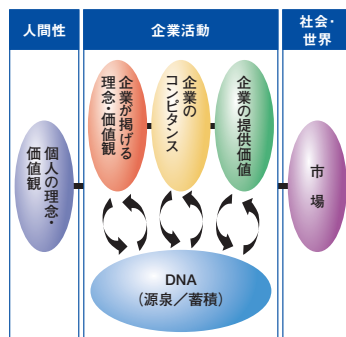 人間性
企業活動
社会・
世界
個人の理念・
価値観
企業が掲げる
理念・価値観
企業の
コンピタンス
企業の提供価値
市場
DNA
（源泉／蓄積）